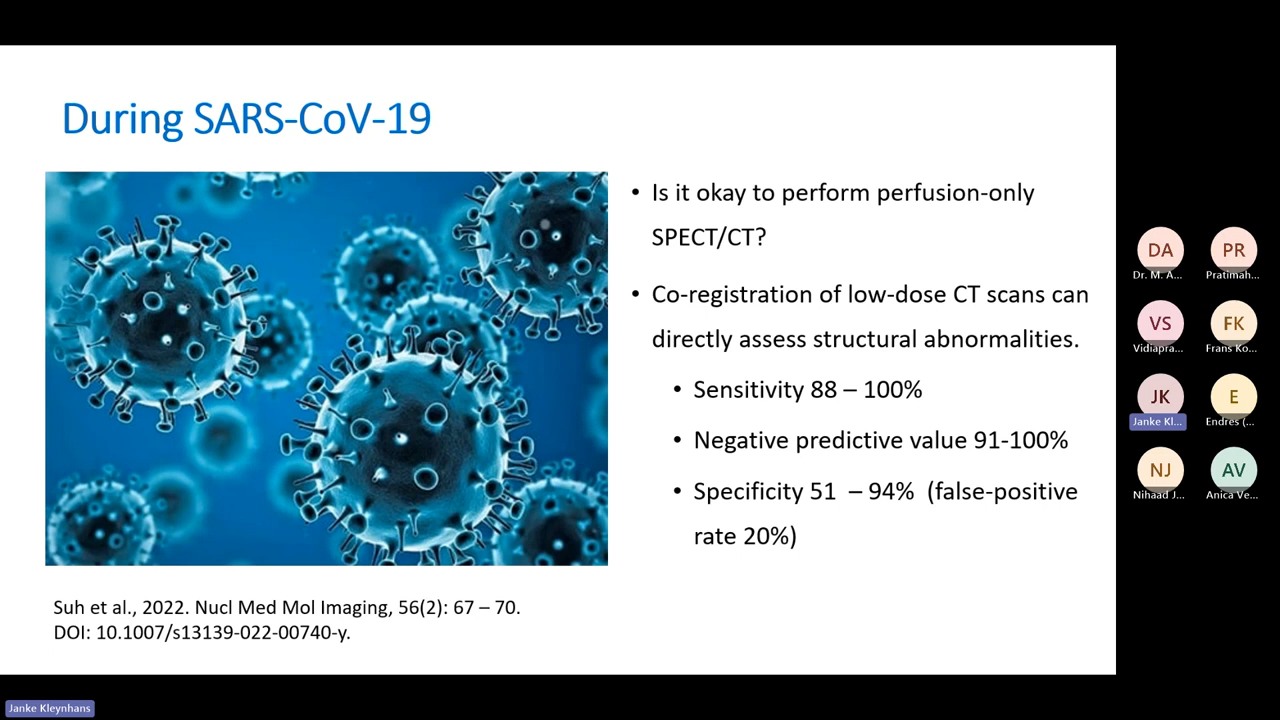 During SARS-CoV-19
• Is it okay to perform perfusion-only
SPECT/CT?
• Co-registration of low-dose CT scans can
directly assess structural abnormalities.
• Sensitivity 88 – 100%
• Negative predictive value 91-100%
• Specificity 51 – 94% (false-positive
rate 20%)
Suh et al., 2022. Nucl Med Mol Imaging, 56(2): 67 – 70.
DOI: 10.1007/s13139-022-00740-y.
DA
Dr. M. A...
PR
Pratimah...
VS
Vidiapra...
FK
Frans Ko...
JK
Janke Kl...
E
Endres (...
NJ
Nihaad J...
AV
Anica Ve...
Janke Kleynhans